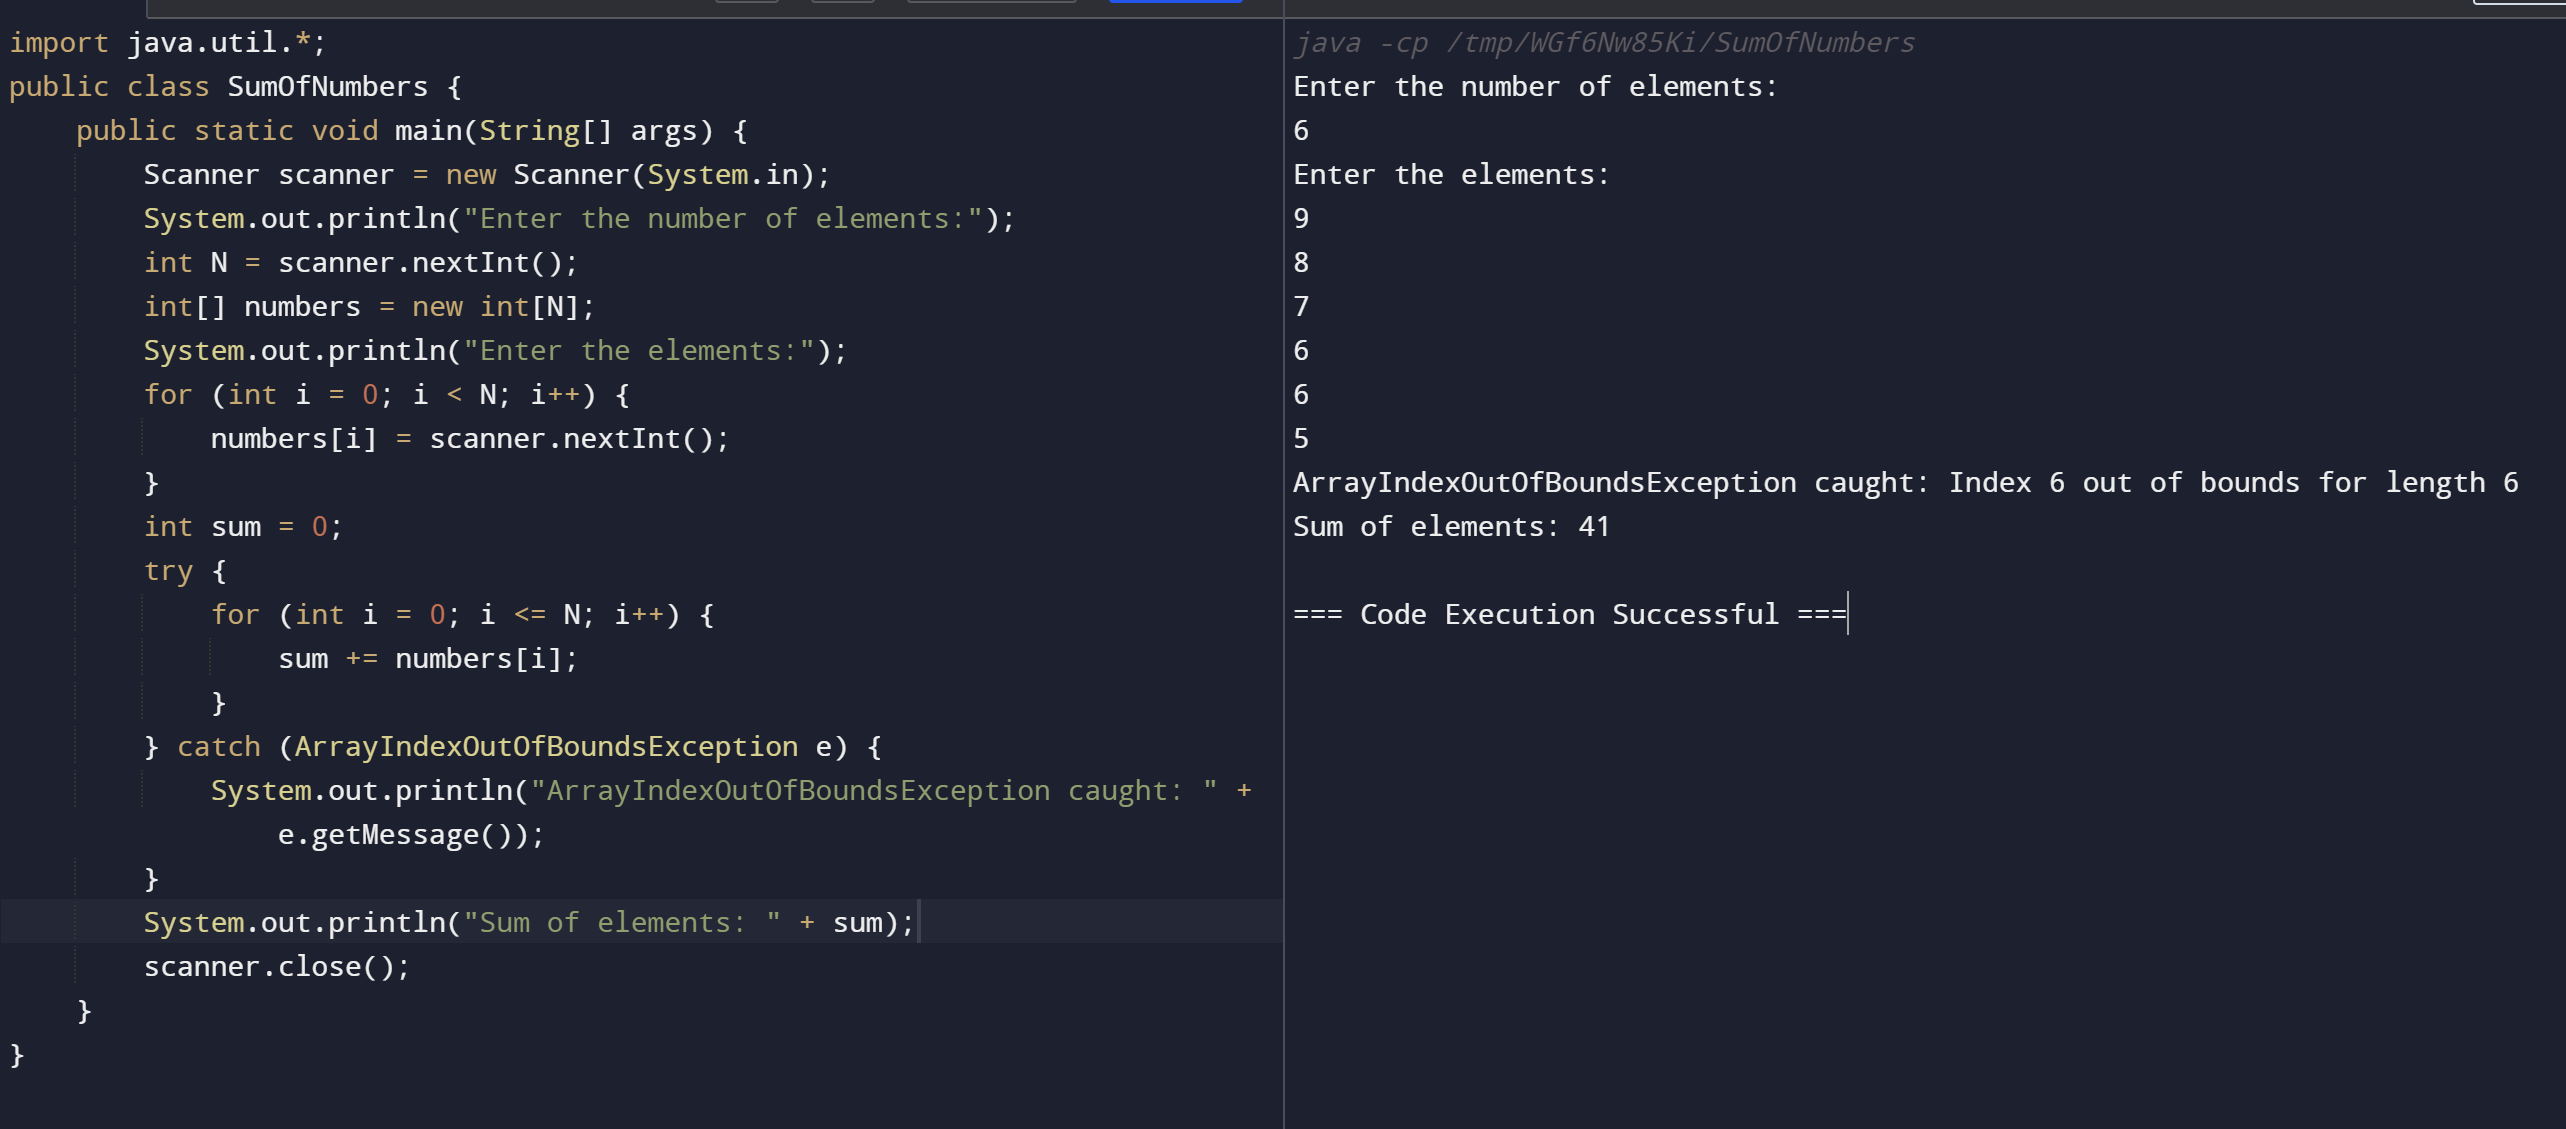 import java.util.*;
public class SumOfNumbers {
    public static void main(String[] args) {
        Scanner scanner = new Scanner(System.in);
        System.out.println("Enter the number of elements:");
        int N = scanner.nextInt();
        int[] numbers = new int[N];
        System.out.println("Enter the elements:");
        for (int i = 0; i < N; i++) {
            numbers[i] = scanner.nextInt();
        }
        int sum = 0;
        try {
            for (int i = 0; i <= N; i++) {
                sum += numbers[i];
            }
        } catch (ArrayIndexOutOfBoundsException e) {
            System.out.println("ArrayIndexOutOfBoundsException caught: " +
                e.getMessage());
        }
        System.out.println("Sum of elements: " + sum);
        scanner.close();
    }
}
java -cp /tmp/WGf6Nw85Ki/SumOfNumbers
Enter the number of elements:
6
Enter the elements:
9
8
7
6
6
5
ArrayIndexOutOfBoundsException caught: Index 6 out of bounds for length 6
Sum of elements: 41
=== Code Execution Successful ===